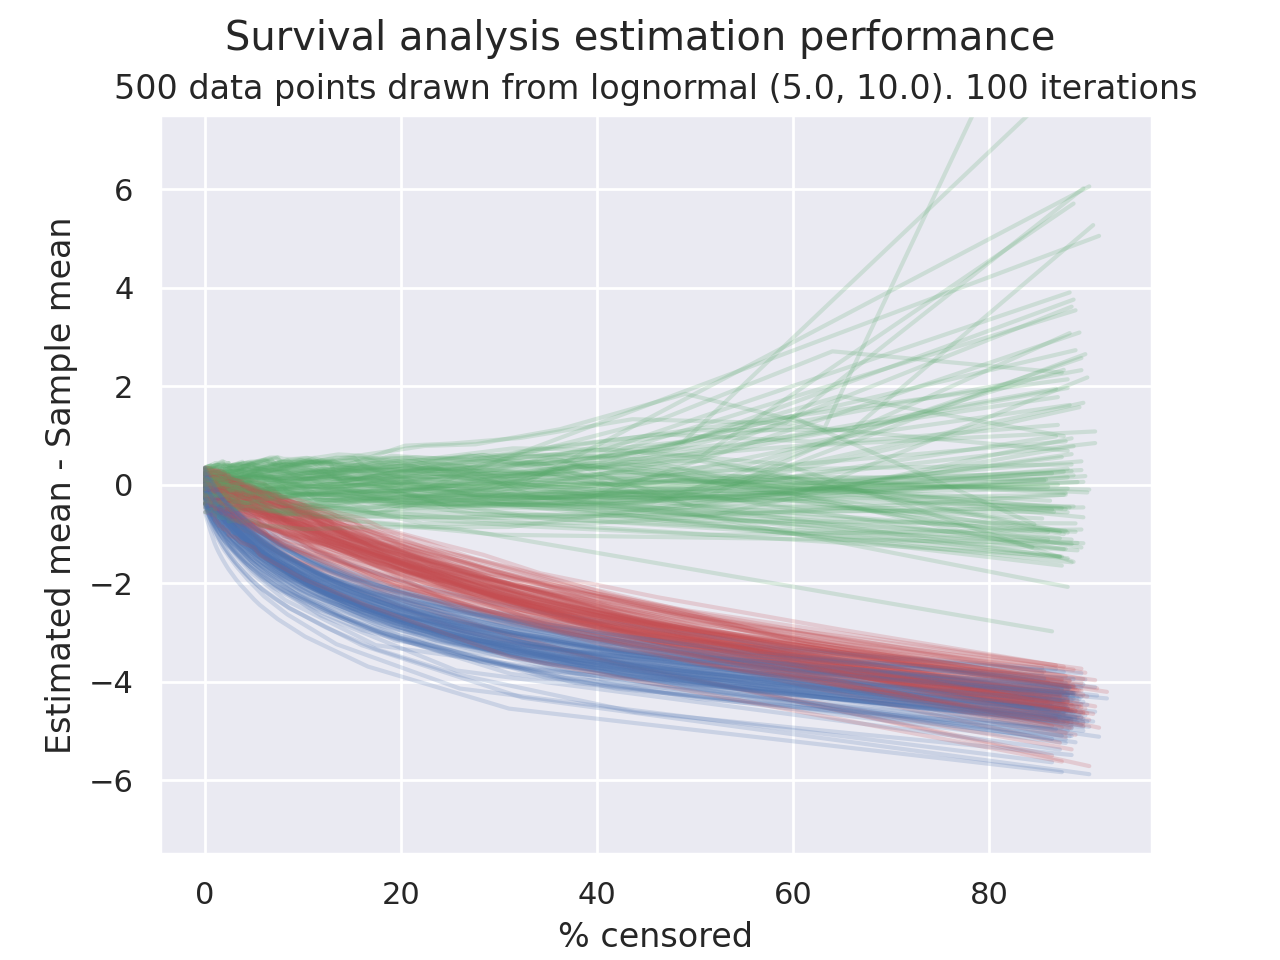 Survival analysis estimation performance
500 data points drawn from lognormal (5.0, 10.0). 100 iterations
Estimated mean - Sample mean
6
4
2
0
−2
−4
−6
0 20 40 60 80
% censored